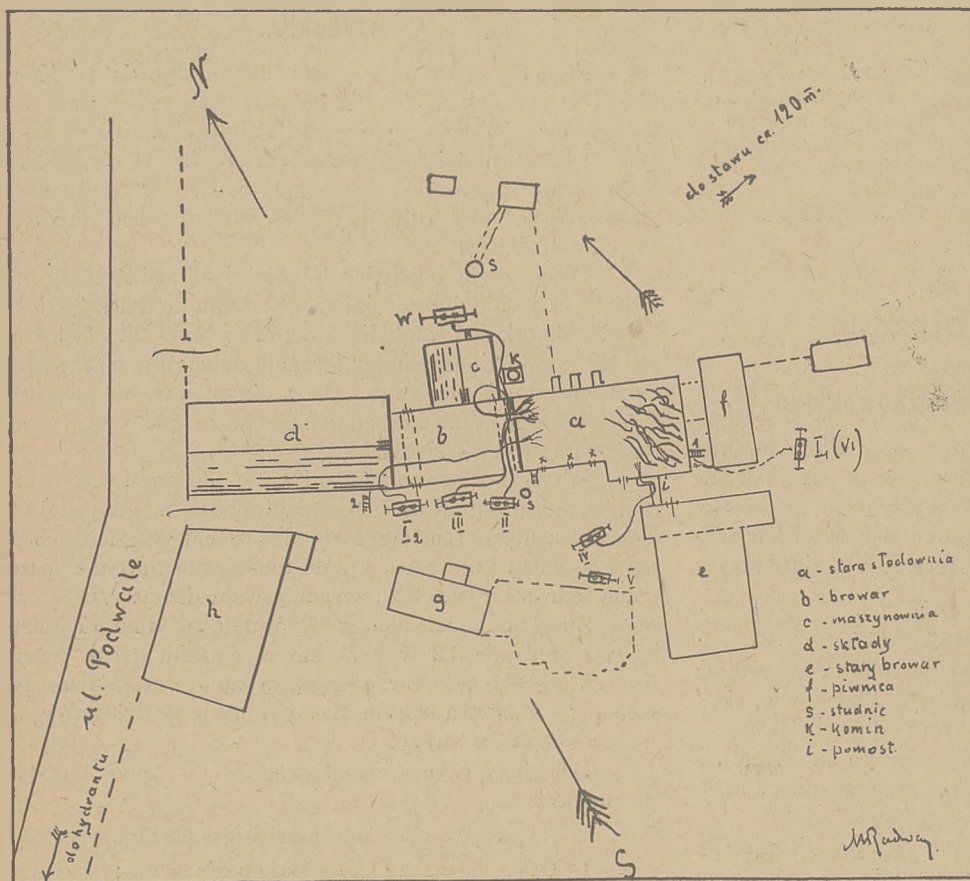 N
do stawu ca. 120 m.
S
W
K
c
d
b
a
f
1
I₁ (VI)
i
2
I₂
III
II
S
IV
V
e
h
g
ul. Podwale
do hydrantu
S
a - stara słodownia
b - browar
c - maszynownia
d - składy
e - stary browar
f - piwnica
s - studnie
k - komin
i - pomost.